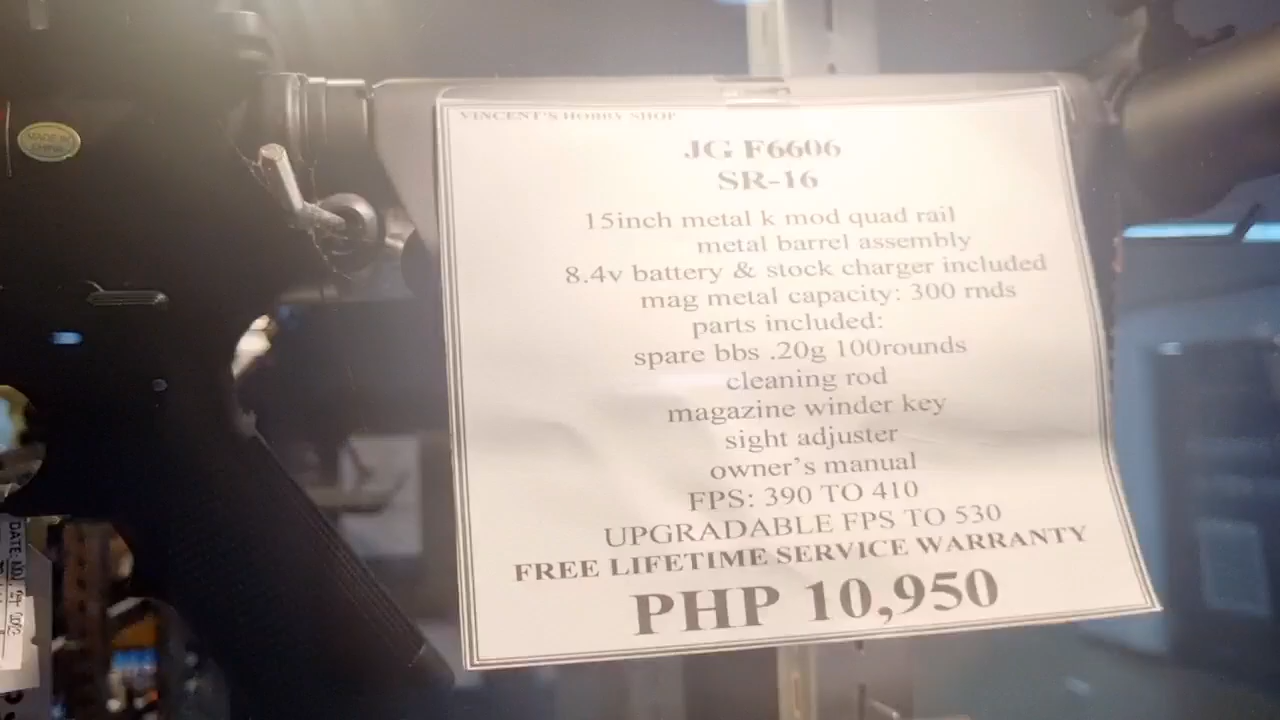 VINCENT'S HOBBY SHOP
JG F6606
SR-16
15inch metal k mod quad rail
metal barrel assembly
8.4v battery & stock charger included
mag metal capacity: 300 rnds
parts included:
spare bbs .20g 100rounds
cleaning rod
magazine winder key
sight adjuster
owner's manual
FPS: 390 TO 410
UPGRADABLE FPS TO 530
FREE LIFETIME SERVICE WARRANTY
PHP 10,950
MADE IN
CHINA
DATE: